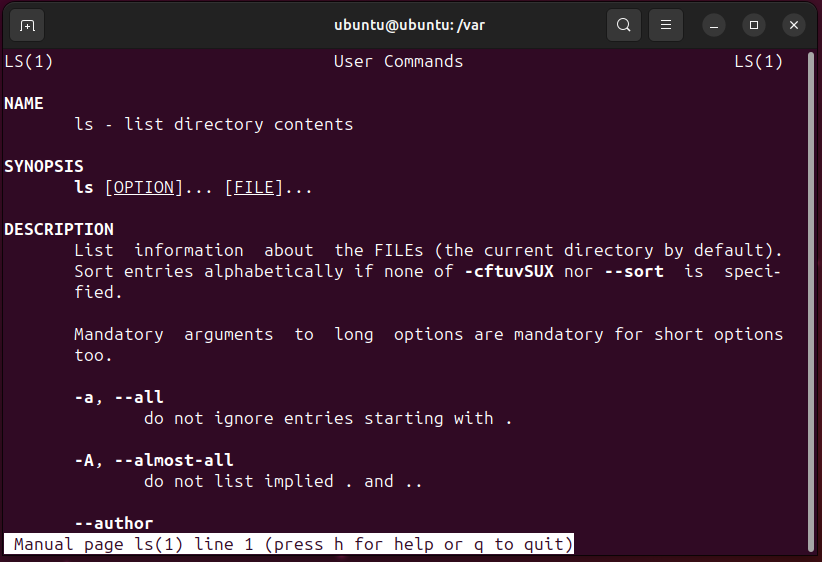 ubuntu@ubuntu: /var
LS(1) User Commands LS(1)
NAME
ls - list directory contents
SYNOPSIS
ls [OPTION]... [FILE]...
DESCRIPTION
List information about the FILEs (the current directory by default).
Sort entries alphabetically if none of -cftuvSUX nor --sort is speci-
fied.
Mandatory arguments to long options are mandatory for short options
too.
-a, --all
do not ignore entries starting with .
-A, --almost-all
do not list implied . and ..
--author
Manual page ls(1) line 1 (press h for help or q to quit)